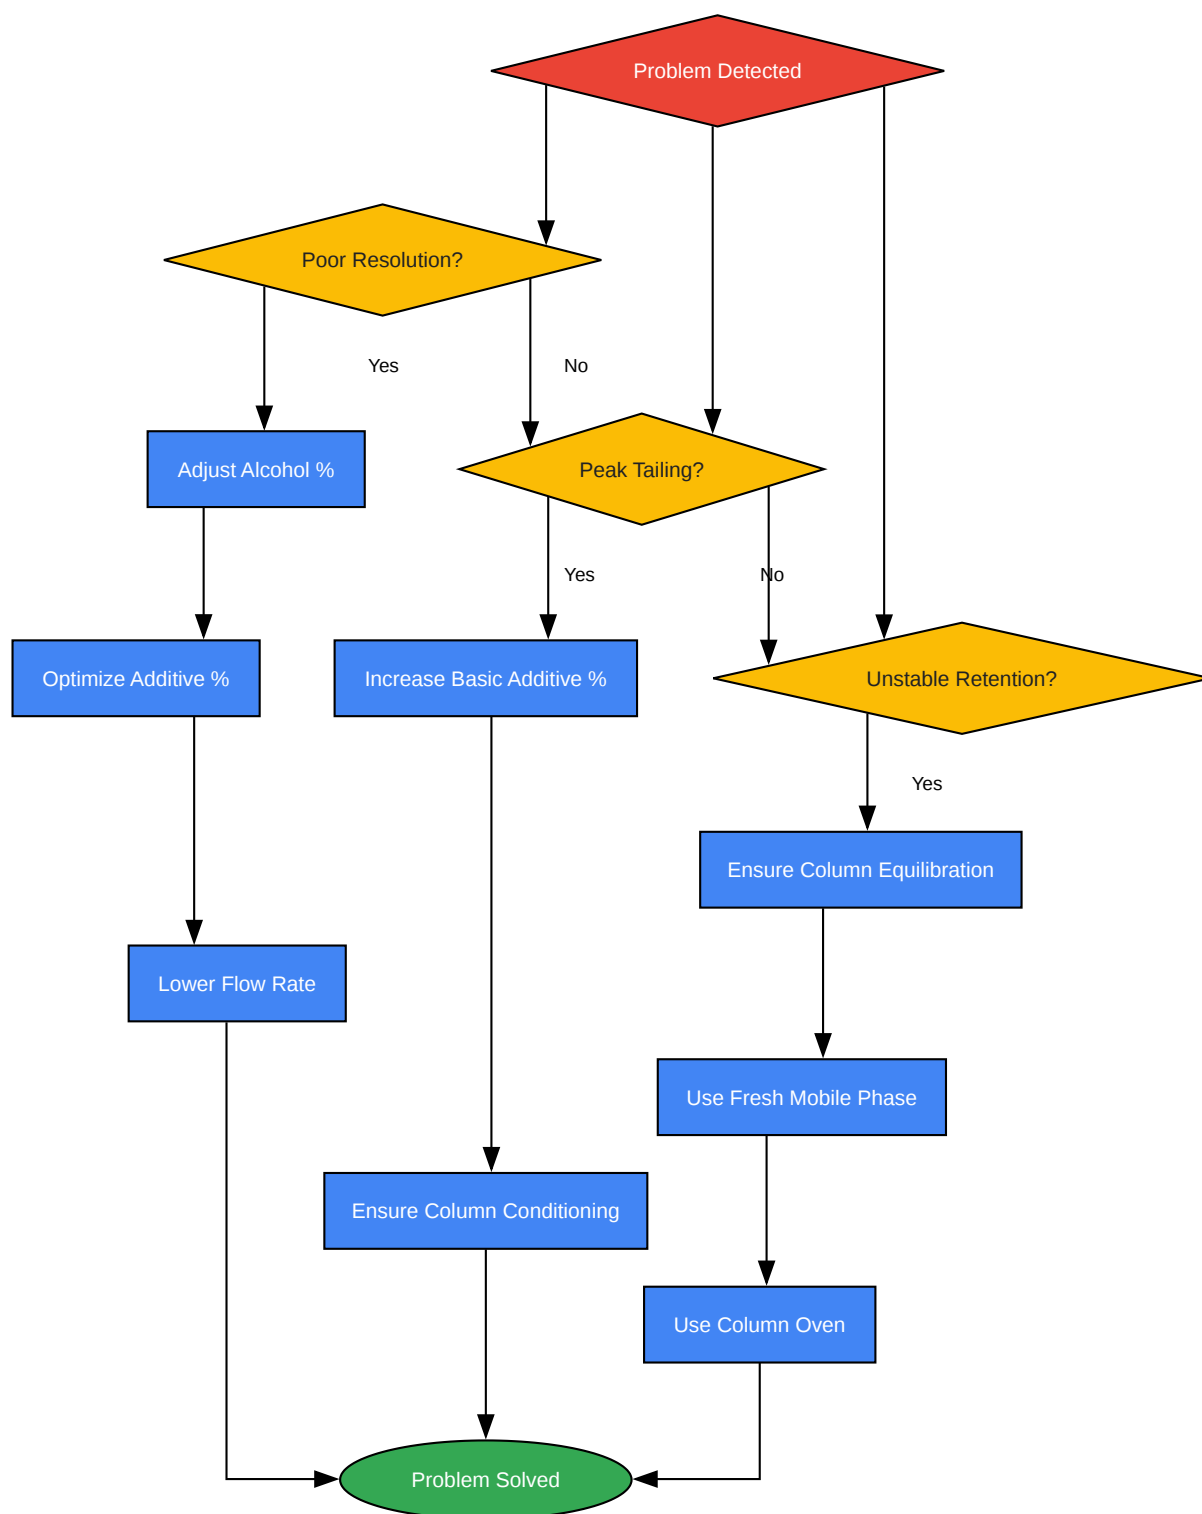 Problem Detected
Poor Resolution?
Yes
No
Adjust Alcohol %
Peak Tailing?
Yes
No
Optimize Additive %
Increase Basic Additive %
Unstable Retention?
Yes
Ensure Column Equilibration
Lower Flow Rate
Use Fresh Mobile Phase
Ensure Column Conditioning
Use Column Oven
Problem Solved